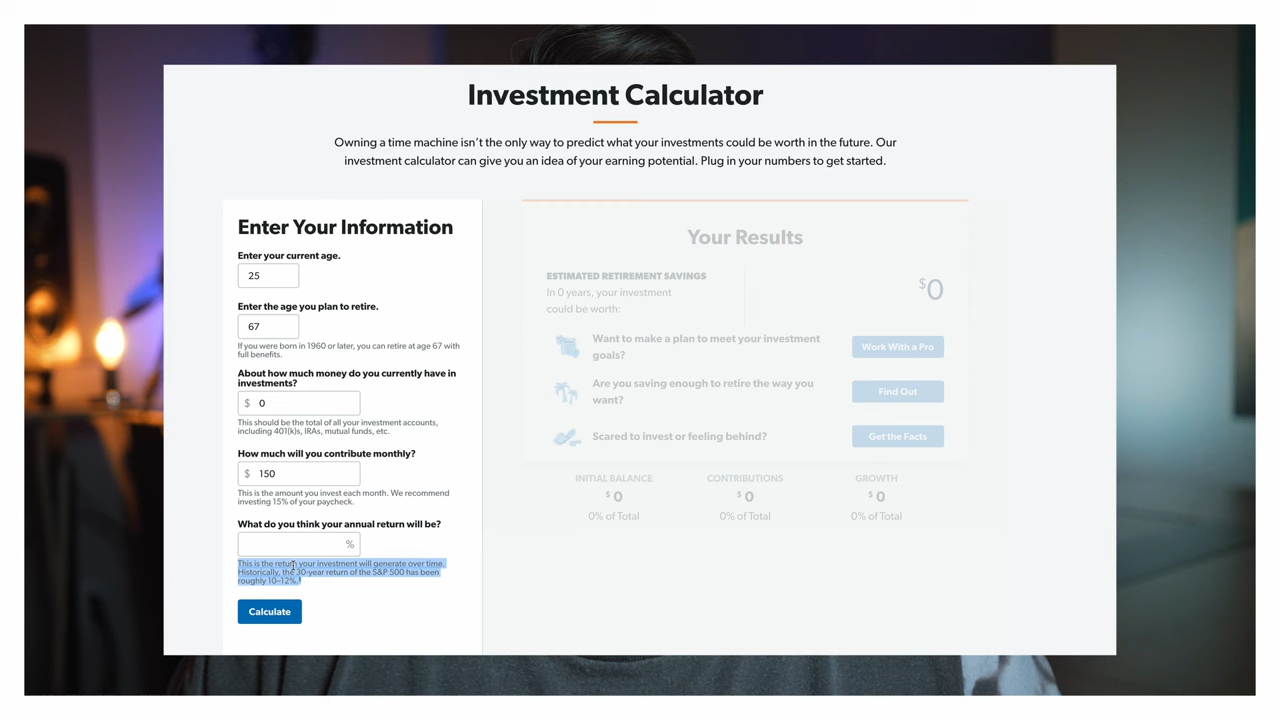 Investment Calculator
Owning a time machine isn't the only way to predict what your investments could be worth in the future. Our
investment calculator can give you an idea of your earning potential. Plug in your numbers to get started.
Enter Your Information
Enter your current age.
25
Enter the age you plan to retire.
67
If you were born in 1960 or later, you can retire at age 67 with
full benefits.
About how much money do you currently have in
investments?
$ 0
This should be the total of all your investment accounts,
including 401(k)s, IRAs, mutual funds, etc.
How much will you contribute monthly?
$ 150
This is the amount you invest each month. We recommend
investing 15% of your paycheck.
What do you think your annual return will be?
%
This is the return your investment will generate over time.
Historically, the 30-year return of the S&P 500 has been
roughly 10–12%.¹
Calculate
Your Results
ESTIMATED RETIREMENT SAVINGS
In 0 years, your investment
could be worth:
$0
Want to make a plan to meet your investment
goals?
Work With a Pro
Are you saving enough to retire the way you
want?
Find Out
Scared to invest or feeling behind?
Get the Facts
INITIAL BALANCE
$ 0
0% of Total
CONTRIBUTIONS
$ 0
0% of Total
GROWTH
$ 0
0% of Total